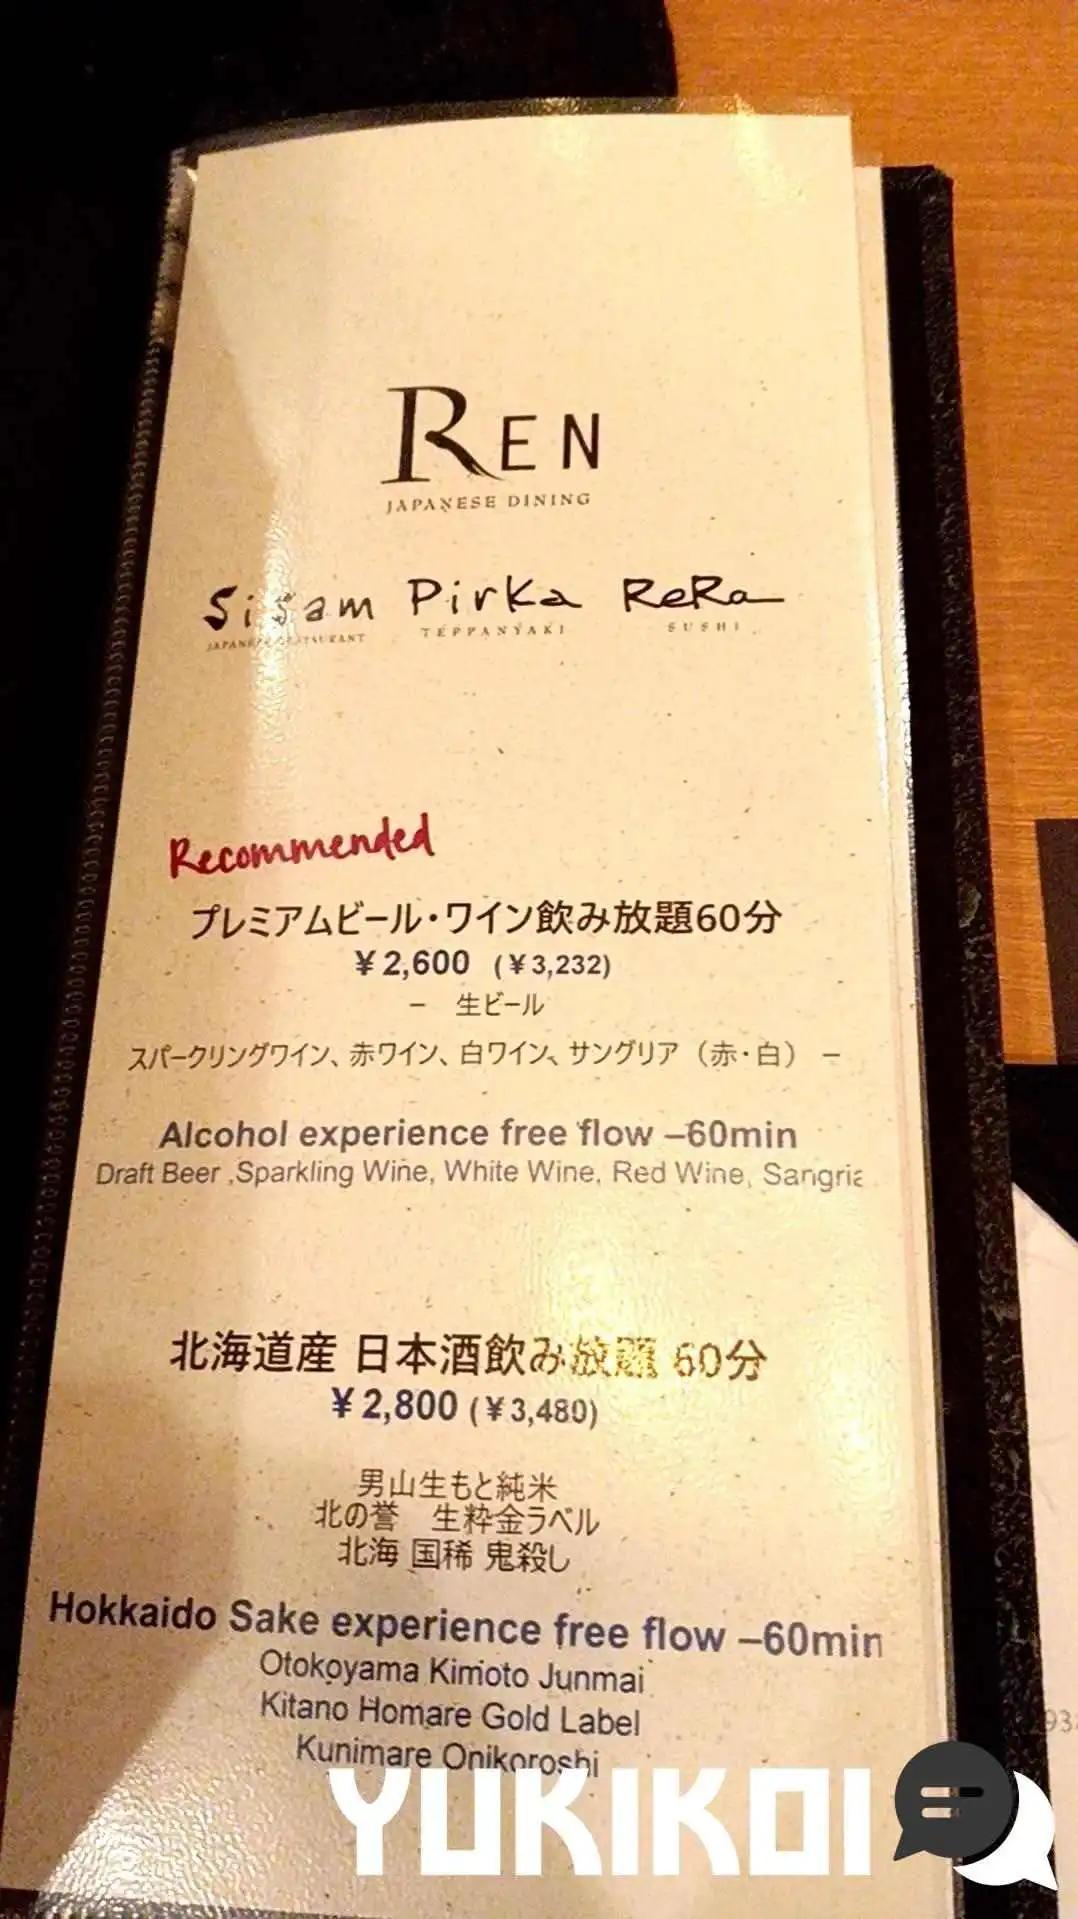 REN
JAPANESE DINING
Sisam PirKa ReRa
JAPANESE RESTAURANT TEPPANYAKI SUSHI
Recommended
プレミアムビール・ワイン飲み放題60分
¥2,600 (¥3,232)
− 生ビール
スパークリングワイン、赤ワイン、白ワイン、サングリア（赤・白） −
Alcohol experience free flow –60min
Draft Beer ,Sparkling Wine, White Wine, Red Wine, Sangria
北海道産 日本酒飲み放題 60分
¥2,800 (¥3,480)
男山生もと純米
北の誉 生粋金ラベル
北海 国稀 鬼殺し
Hokkaido Sake experience free flow –60min
Otokoyama Kimoto Junmai
Kitano Homare Gold Label
Kunimare Onikoroshi
YUKIKOI